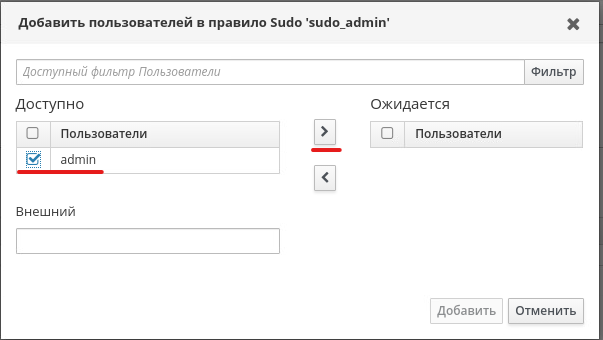 Добавить пользователей в правило Sudo 'sudo_admin'
Доступный фильтр Пользователи
Фильтр
Доступно
Ожидается
Пользователи
Пользователи
admin
Внешний
Добавить
Отменить